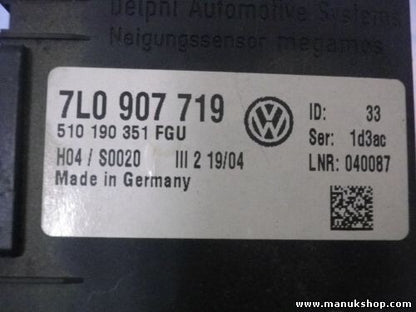 Delphi Automotive Systems
Neigungssensor megamos
7L0 907 719
510 190 351 FGU
H04 / S0020 III 2 19/04
Made in Germany
ID: 33
Ser: 1d3ac
LNR: 040087
www.manukshop.com